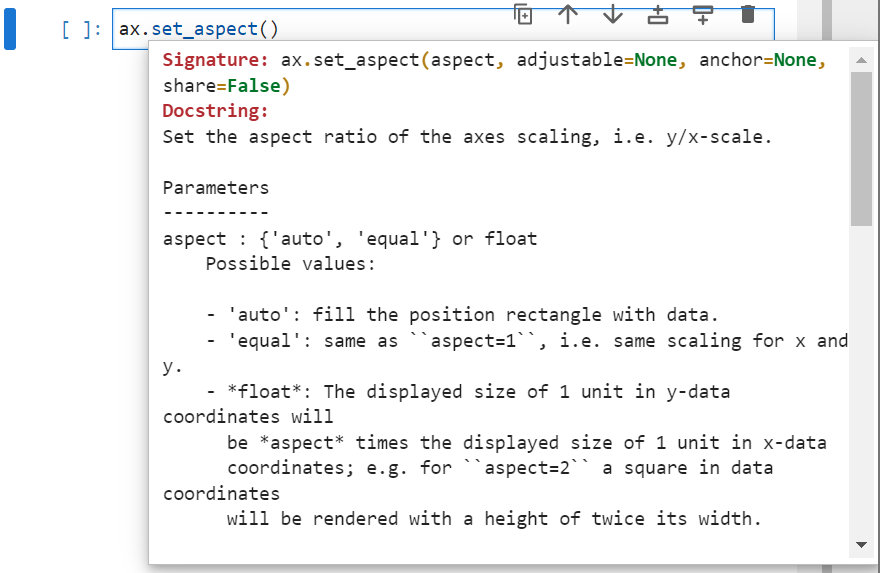 [ ]: ax.set_aspect()
Signature: ax.set_aspect(aspect, adjustable=None, anchor=None,
share=False)
Docstring:
Set the aspect ratio of the axes scaling, i.e. y/x-scale.

Parameters
----------
aspect : {'auto', 'equal'} or float
    Possible values:

    - 'auto': fill the position rectangle with data.
    - 'equal': same as ``aspect=1``, i.e. same scaling for x and
y.
    - *float*: The displayed size of 1 unit in y-data
coordinates will
      be *aspect* times the displayed size of 1 unit in x-data
      coordinates; e.g. for ``aspect=2`` a square in data
coordinates
      will be rendered with a height of twice its width.